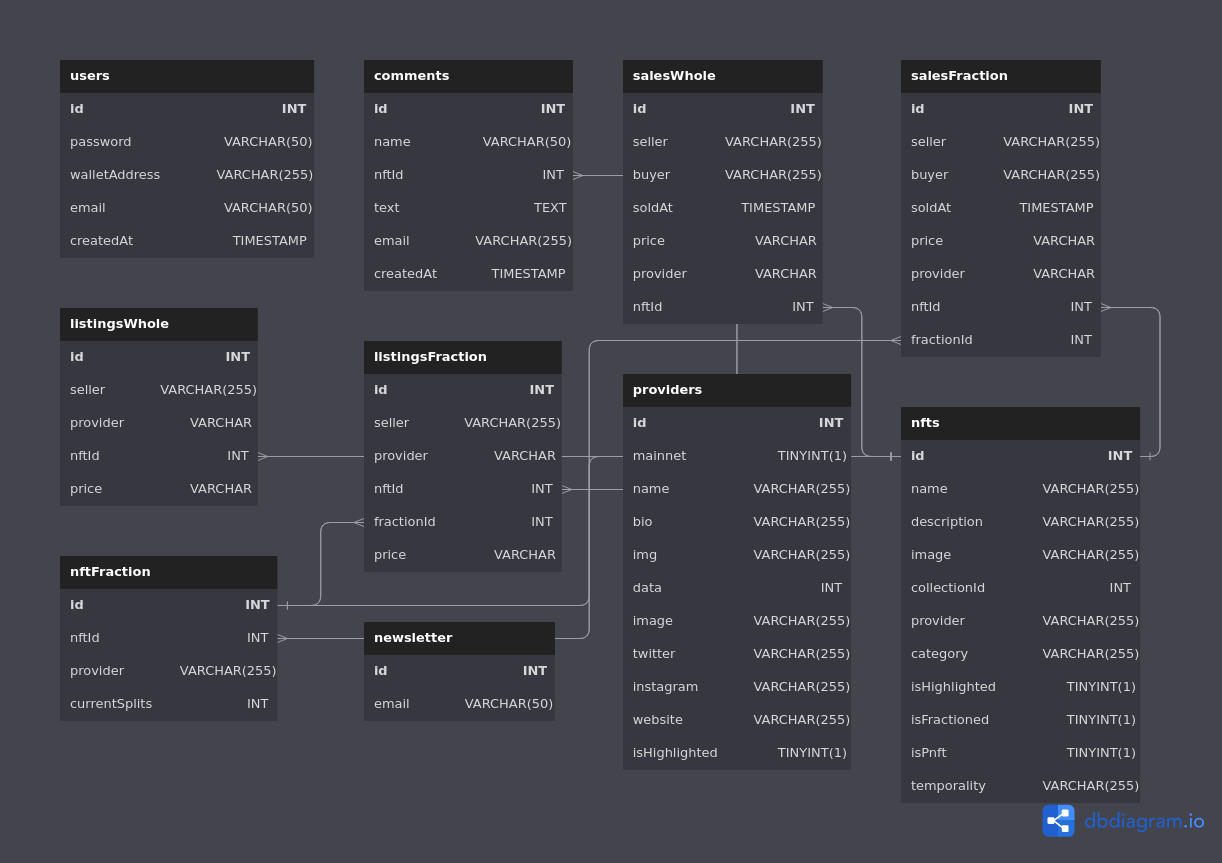 users
id INT
password VARCHAR(50)
walletAddress VARCHAR(255)
email VARCHAR(50)
createdAt TIMESTAMP
comments
id INT
name VARCHAR(50)
nftId INT
text TEXT
email VARCHAR(255)
createdAt TIMESTAMP
salesWhole
id INT
seller VARCHAR(255)
buyer VARCHAR(255)
soldAt TIMESTAMP
price VARCHAR
provider VARCHAR
nftId INT
salesFraction
id INT
seller VARCHAR(255)
buyer VARCHAR(255)
soldAt TIMESTAMP
price VARCHAR
provider VARCHAR
nftId INT
fractionId INT
listingsWhole
id INT
seller VARCHAR(255)
provider VARCHAR
nftId INT
price VARCHAR
listingsFraction
id INT
seller VARCHAR(255)
provider VARCHAR
nftId INT
fractionId INT
price VARCHAR
providers
id INT
mainnet TINYINT(1)
name VARCHAR(255)
bio VARCHAR(255)
img VARCHAR(255)
data INT
image VARCHAR(255)
twitter VARCHAR(255)
instagram VARCHAR(255)
website VARCHAR(255)
isHighlighted TINYINT(1)
nfts
id INT
name VARCHAR(255)
description VARCHAR(255)
image VARCHAR(255)
collectionId INT
provider VARCHAR(255)
category VARCHAR(255)
isHighlighted TINYINT(1)
isFractioned TINYINT(1)
isPnft TINYINT(1)
temporality VARCHAR(255)
nftFraction
id INT
nftId INT
provider VARCHAR(255)
currentSplits INT
newsletter
id INT
email VARCHAR(50)
dbdiagram.io